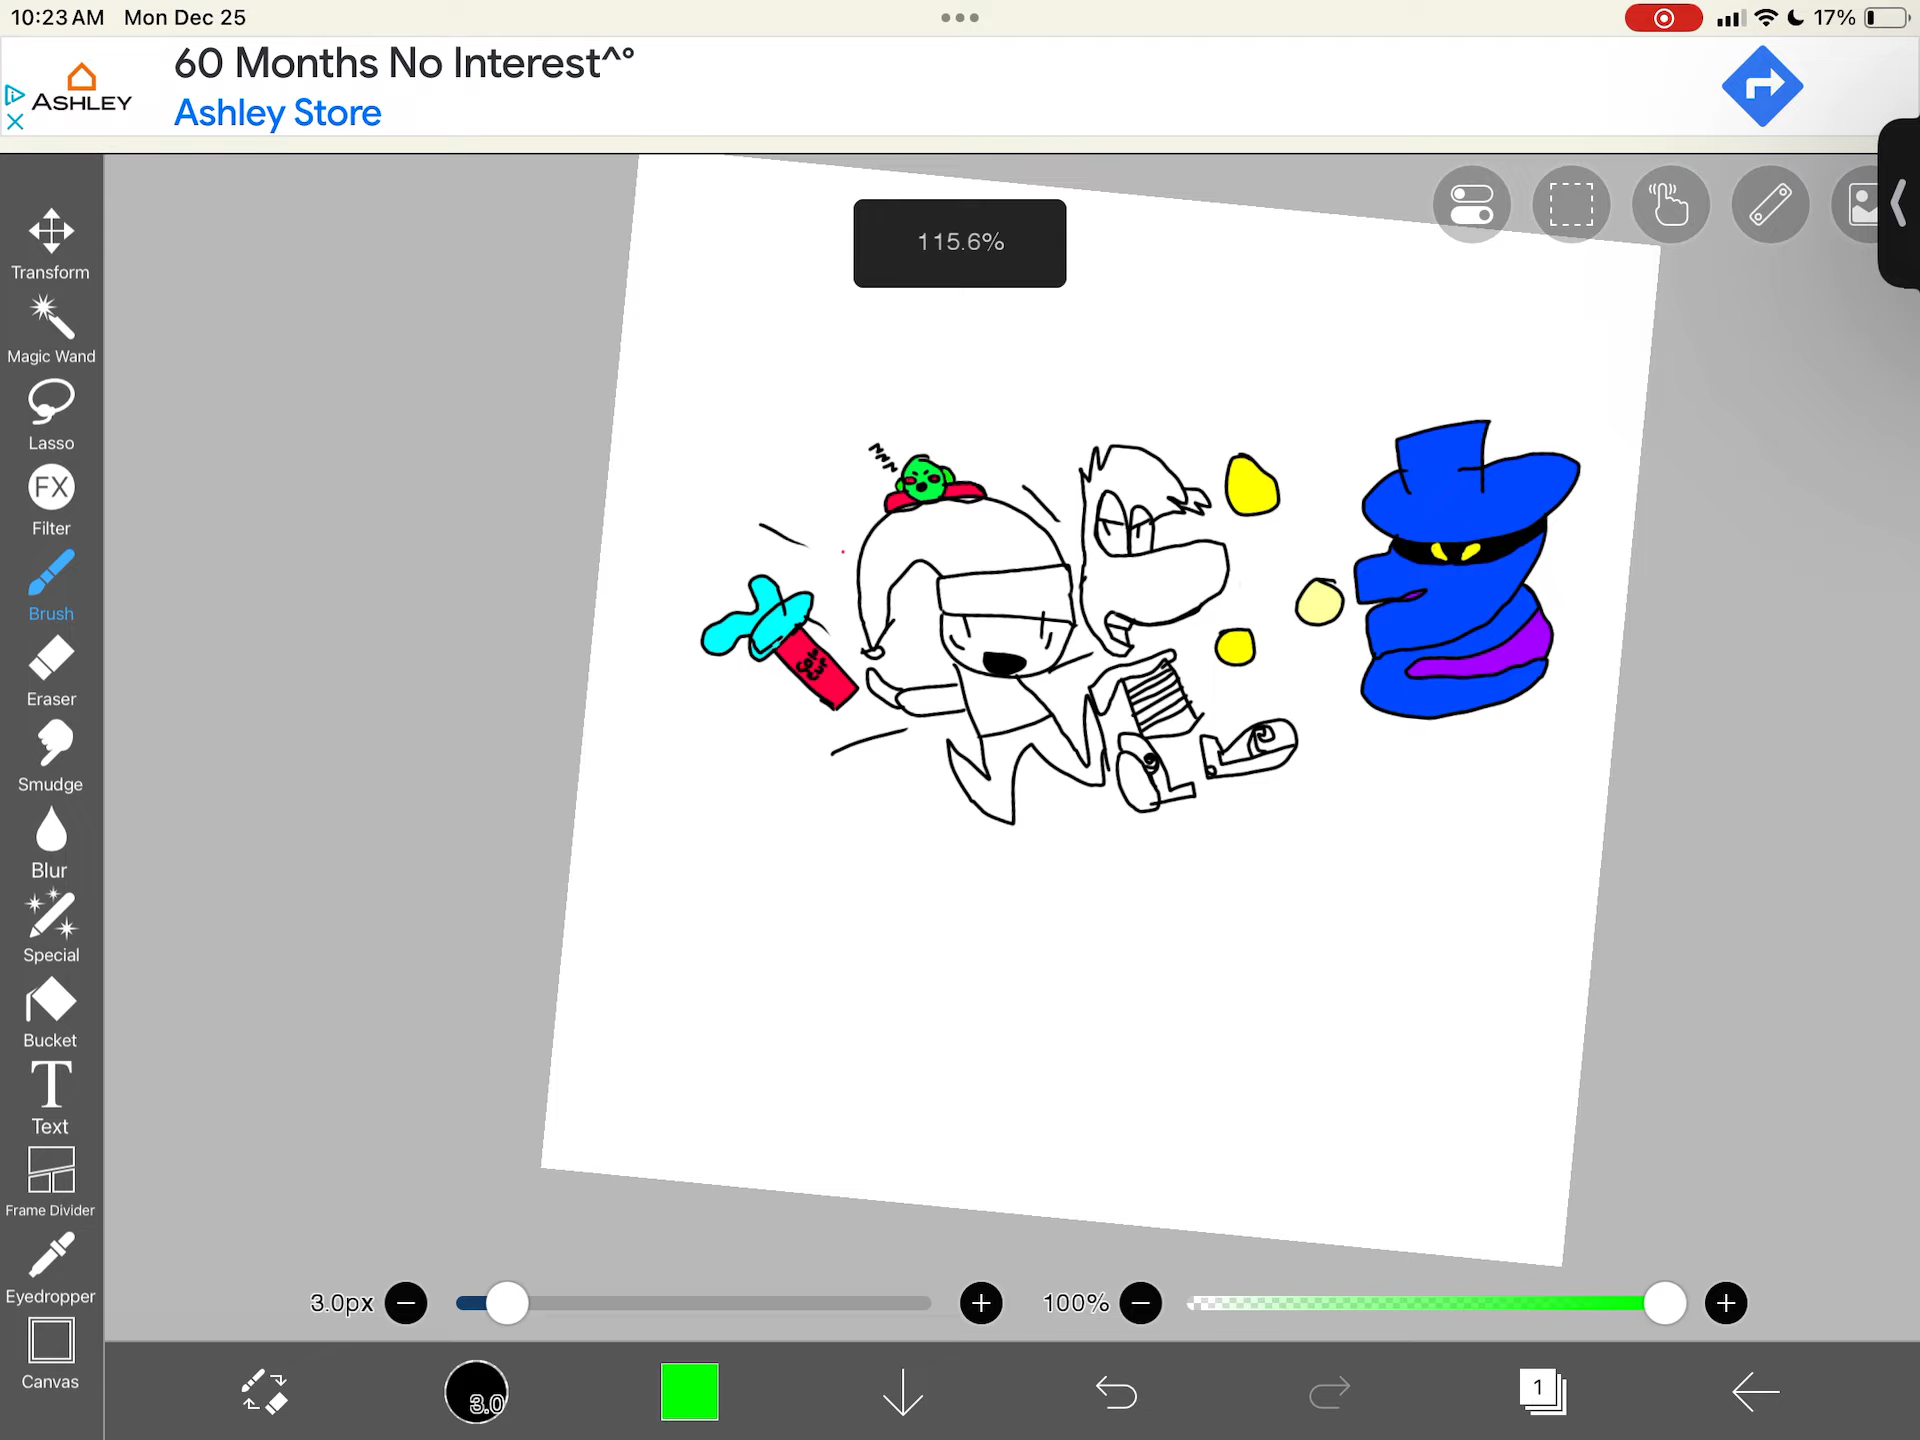 10:23 AM Mon Dec 25
17%
60 Months No Interest^°
ASHLEY
Ashley Store
115.6%
Transform
Magic Wand
Lasso
FX
Filter
Brush
Eraser
Smudge
Blur
Special
Bucket
T
Text
Frame Divider
Eyedropper
Canvas
zzz
3.0px
100%
3.0
1